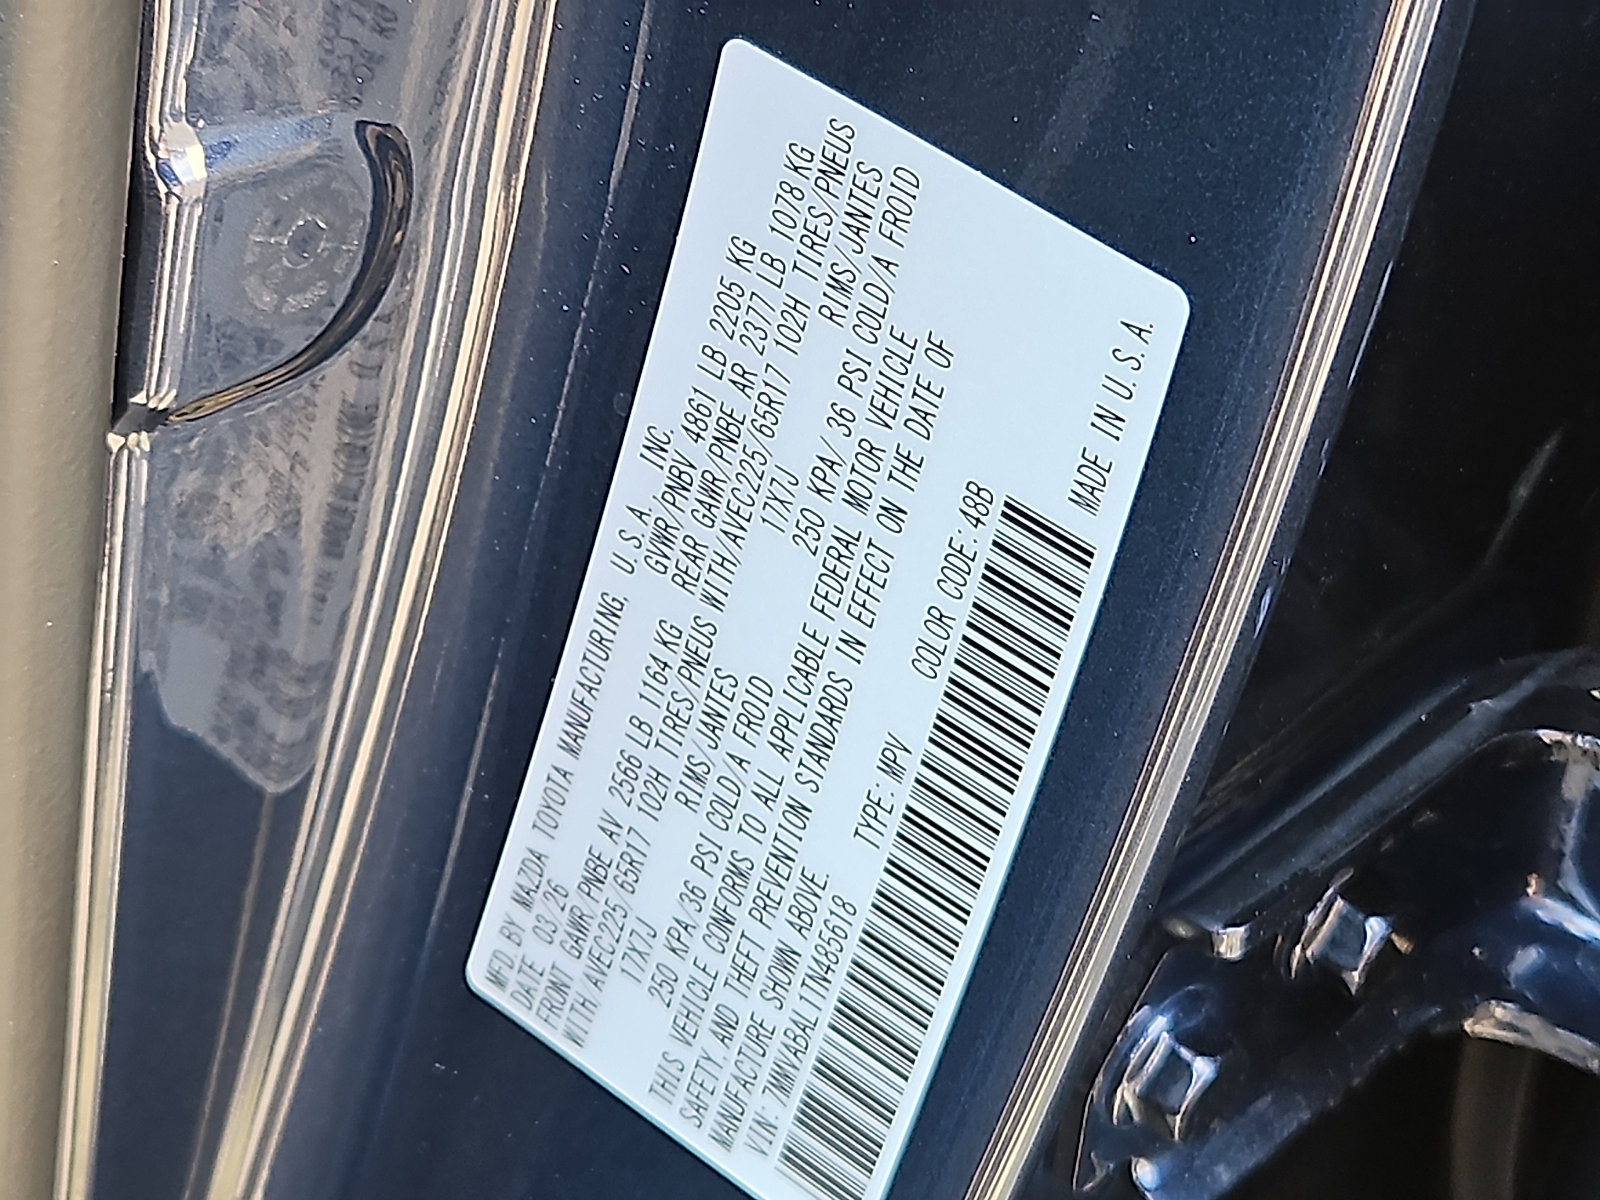 MFD. BY MAZDA TOYOTA MANUFACTURING, U. S. A. INC.
DATE 03/26 GVWR/PNBV 4861 LB 2205 KG
FRONT GAWR/PNBE AV 2566 LB 1164 KG REAR GAWR/PNBE AR 2377 LB 1078 KG
WITH/AVEC225/65R17 102H TIRES/PNEUS WITH/AVEC225/65R17 102H TIRES/PNEUS
17X7J RIMS/JANTES 17X7J RIMS/JANTES
250 KPA/36 PSI COLD/A FROID 250 KPA/ 36 PSI COLD/A FROID
THIS VEHICLE CONFORMS TO ALL APPLICABLE FEDERAL MOTOR VEHICLE
SAFETY, AND THEFT PREVENTION STANDARDS IN EFFECT ON THE DATE OF
MANUFACTURE SHOWN ABOVE.
VIN: 7MMVABAL1TN485618 TYPE: MPV COLOR CODE: 48B
MADE IN U. S. A.